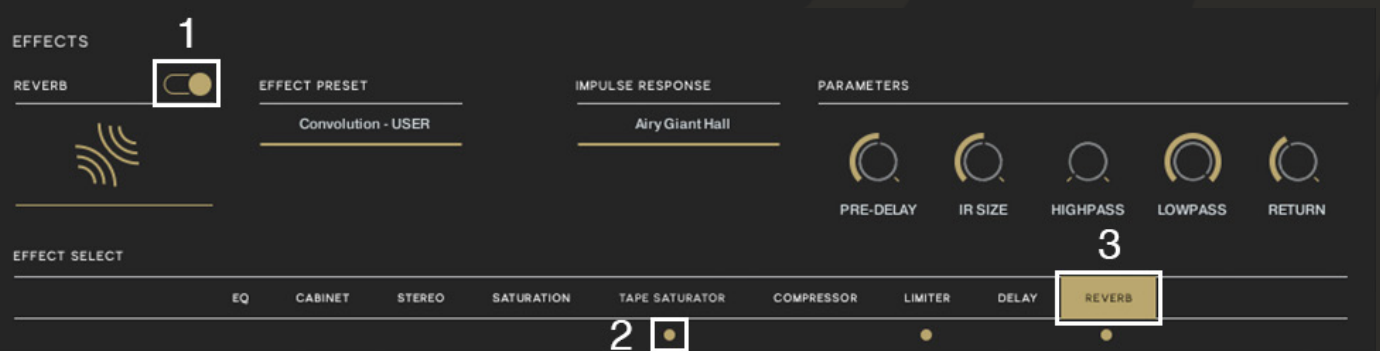 EFFECTS 1
REVERB EFFECT PRESET IMPULSE RESPONSE PARAMETERS
Convolution - USER Airy Giant Hall
PRE-DELAY IR SIZE HIGHPASS LOWPASS RETURN
EFFECT SELECT 3
EQ CABINET STEREO SATURATION TAPE SATURATOR COMPRESSOR LIMITER DELAY REVERB
2